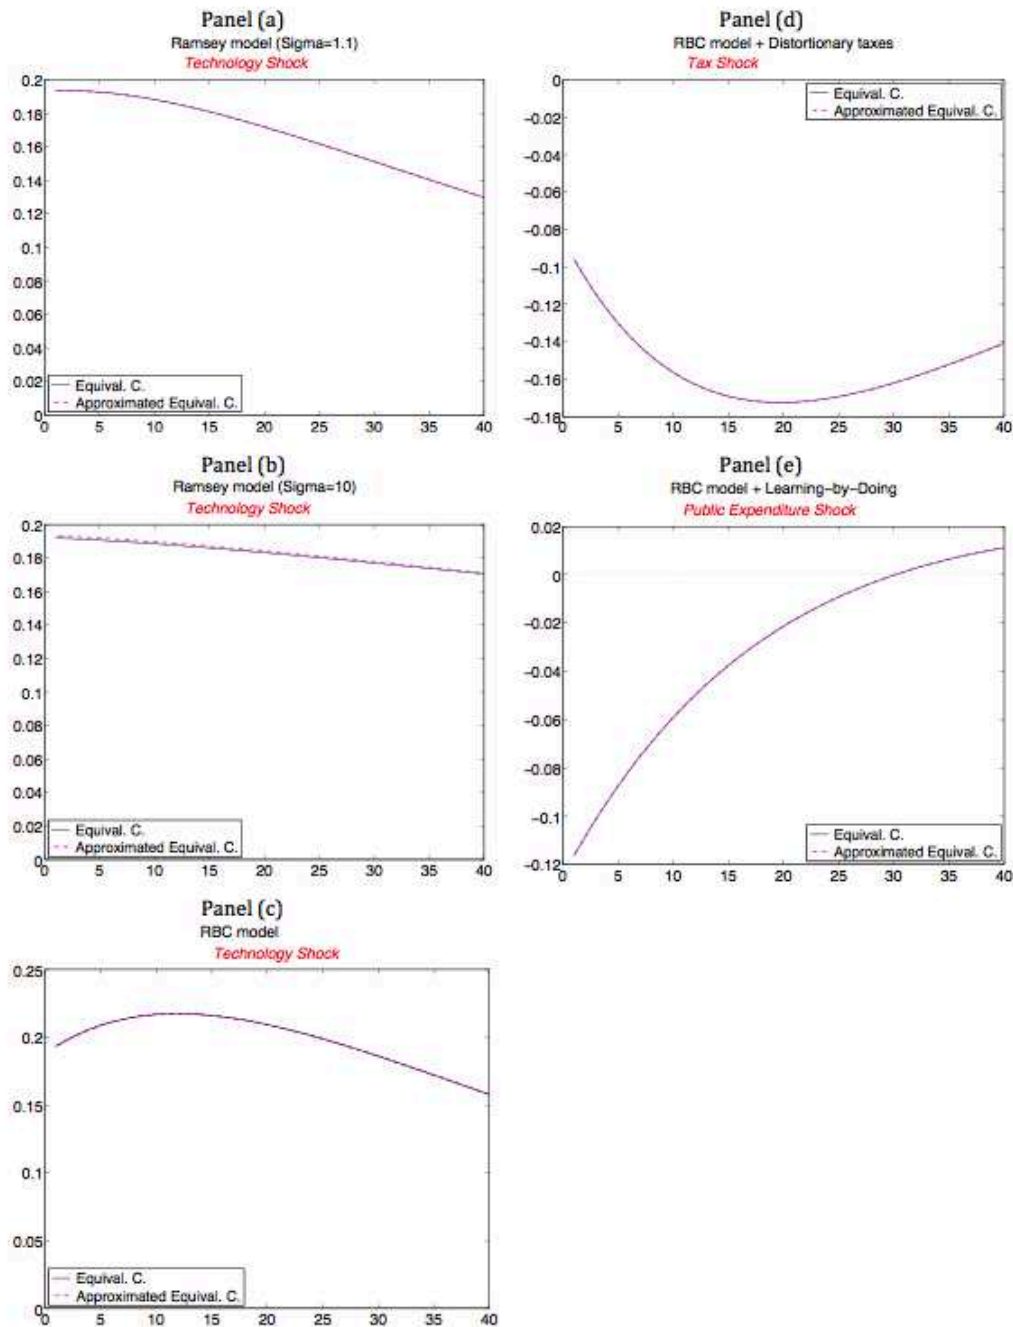 Panel (a)
Ramsey model (Sigma=1.1)
Technology Shock
0.2
0.18
0.16
0.14
0.12
0.1
0.08
0.06
0.04
0.02
0
Equival. C.
Approximated Equival. C.
0 5 10 15 20 25 30 35 40
Panel (b)
Ramsey model (Sigma=10)
Technology Shock
0.2
0.18
0.16
0.14
0.12
0.1
0.08
0.06
0.04
0.02
0
Equival. C.
Approximated Equival. C.
0 5 10 15 20 25 30 35 40
Panel (c)
RBC model
Technology Shock
0.25
0.2
0.15
0.1
0.05
0
Equival. C.
Approximated Equival. C.
0 5 10 15 20 25 30 35 40
Panel (d)
RBC model + Distortionary taxes
Tax Shock
0
−0.02
−0.04
−0.06
−0.08
−0.1
−0.12
−0.14
−0.16
−0.18
Equival. C.
Approximated Equival. C.
0 5 10 15 20 25 30 35 40
Panel (e)
RBC model + Learning−by−Doing
Public Expenditure Shock
0.02
0
−0.02
−0.04
−0.06
−0.08
−0.1
−0.12
Equival. C.
Approximated Equival. C.
0 5 10 15 20 25 30 35 40